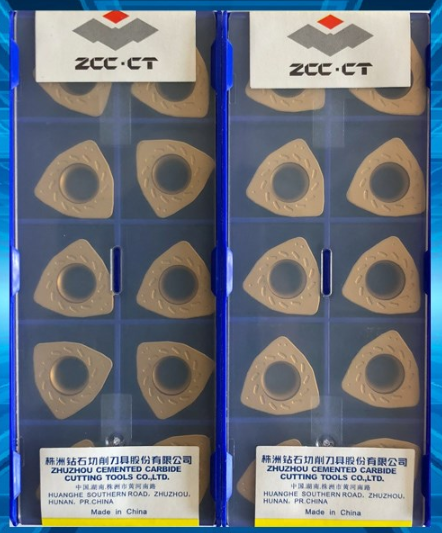 ZCC·CT
株洲钻石切削刀具股份有限公司
ZHUZHOU CEMENTED CARBIDE
CUTTING TOOLS CO.,LTD.
中国.湖南.株洲市黄河南路
HUANGHE SOUTHERN ROAD, ZHUZHOU,
HUNAN, PR.CHINA
Made in China
ZCC·CT
株洲钻石切削刀具股份有限公司
ZHUZHOU CEMENTED CARBIDE
CUTTING TOOLS CO.,LTD.
中国.湖南.株洲市黄河南路
HUANGHE SOUTHERN ROAD, ZHUZHOU,
HUNAN, PR.CHINA
Made in China